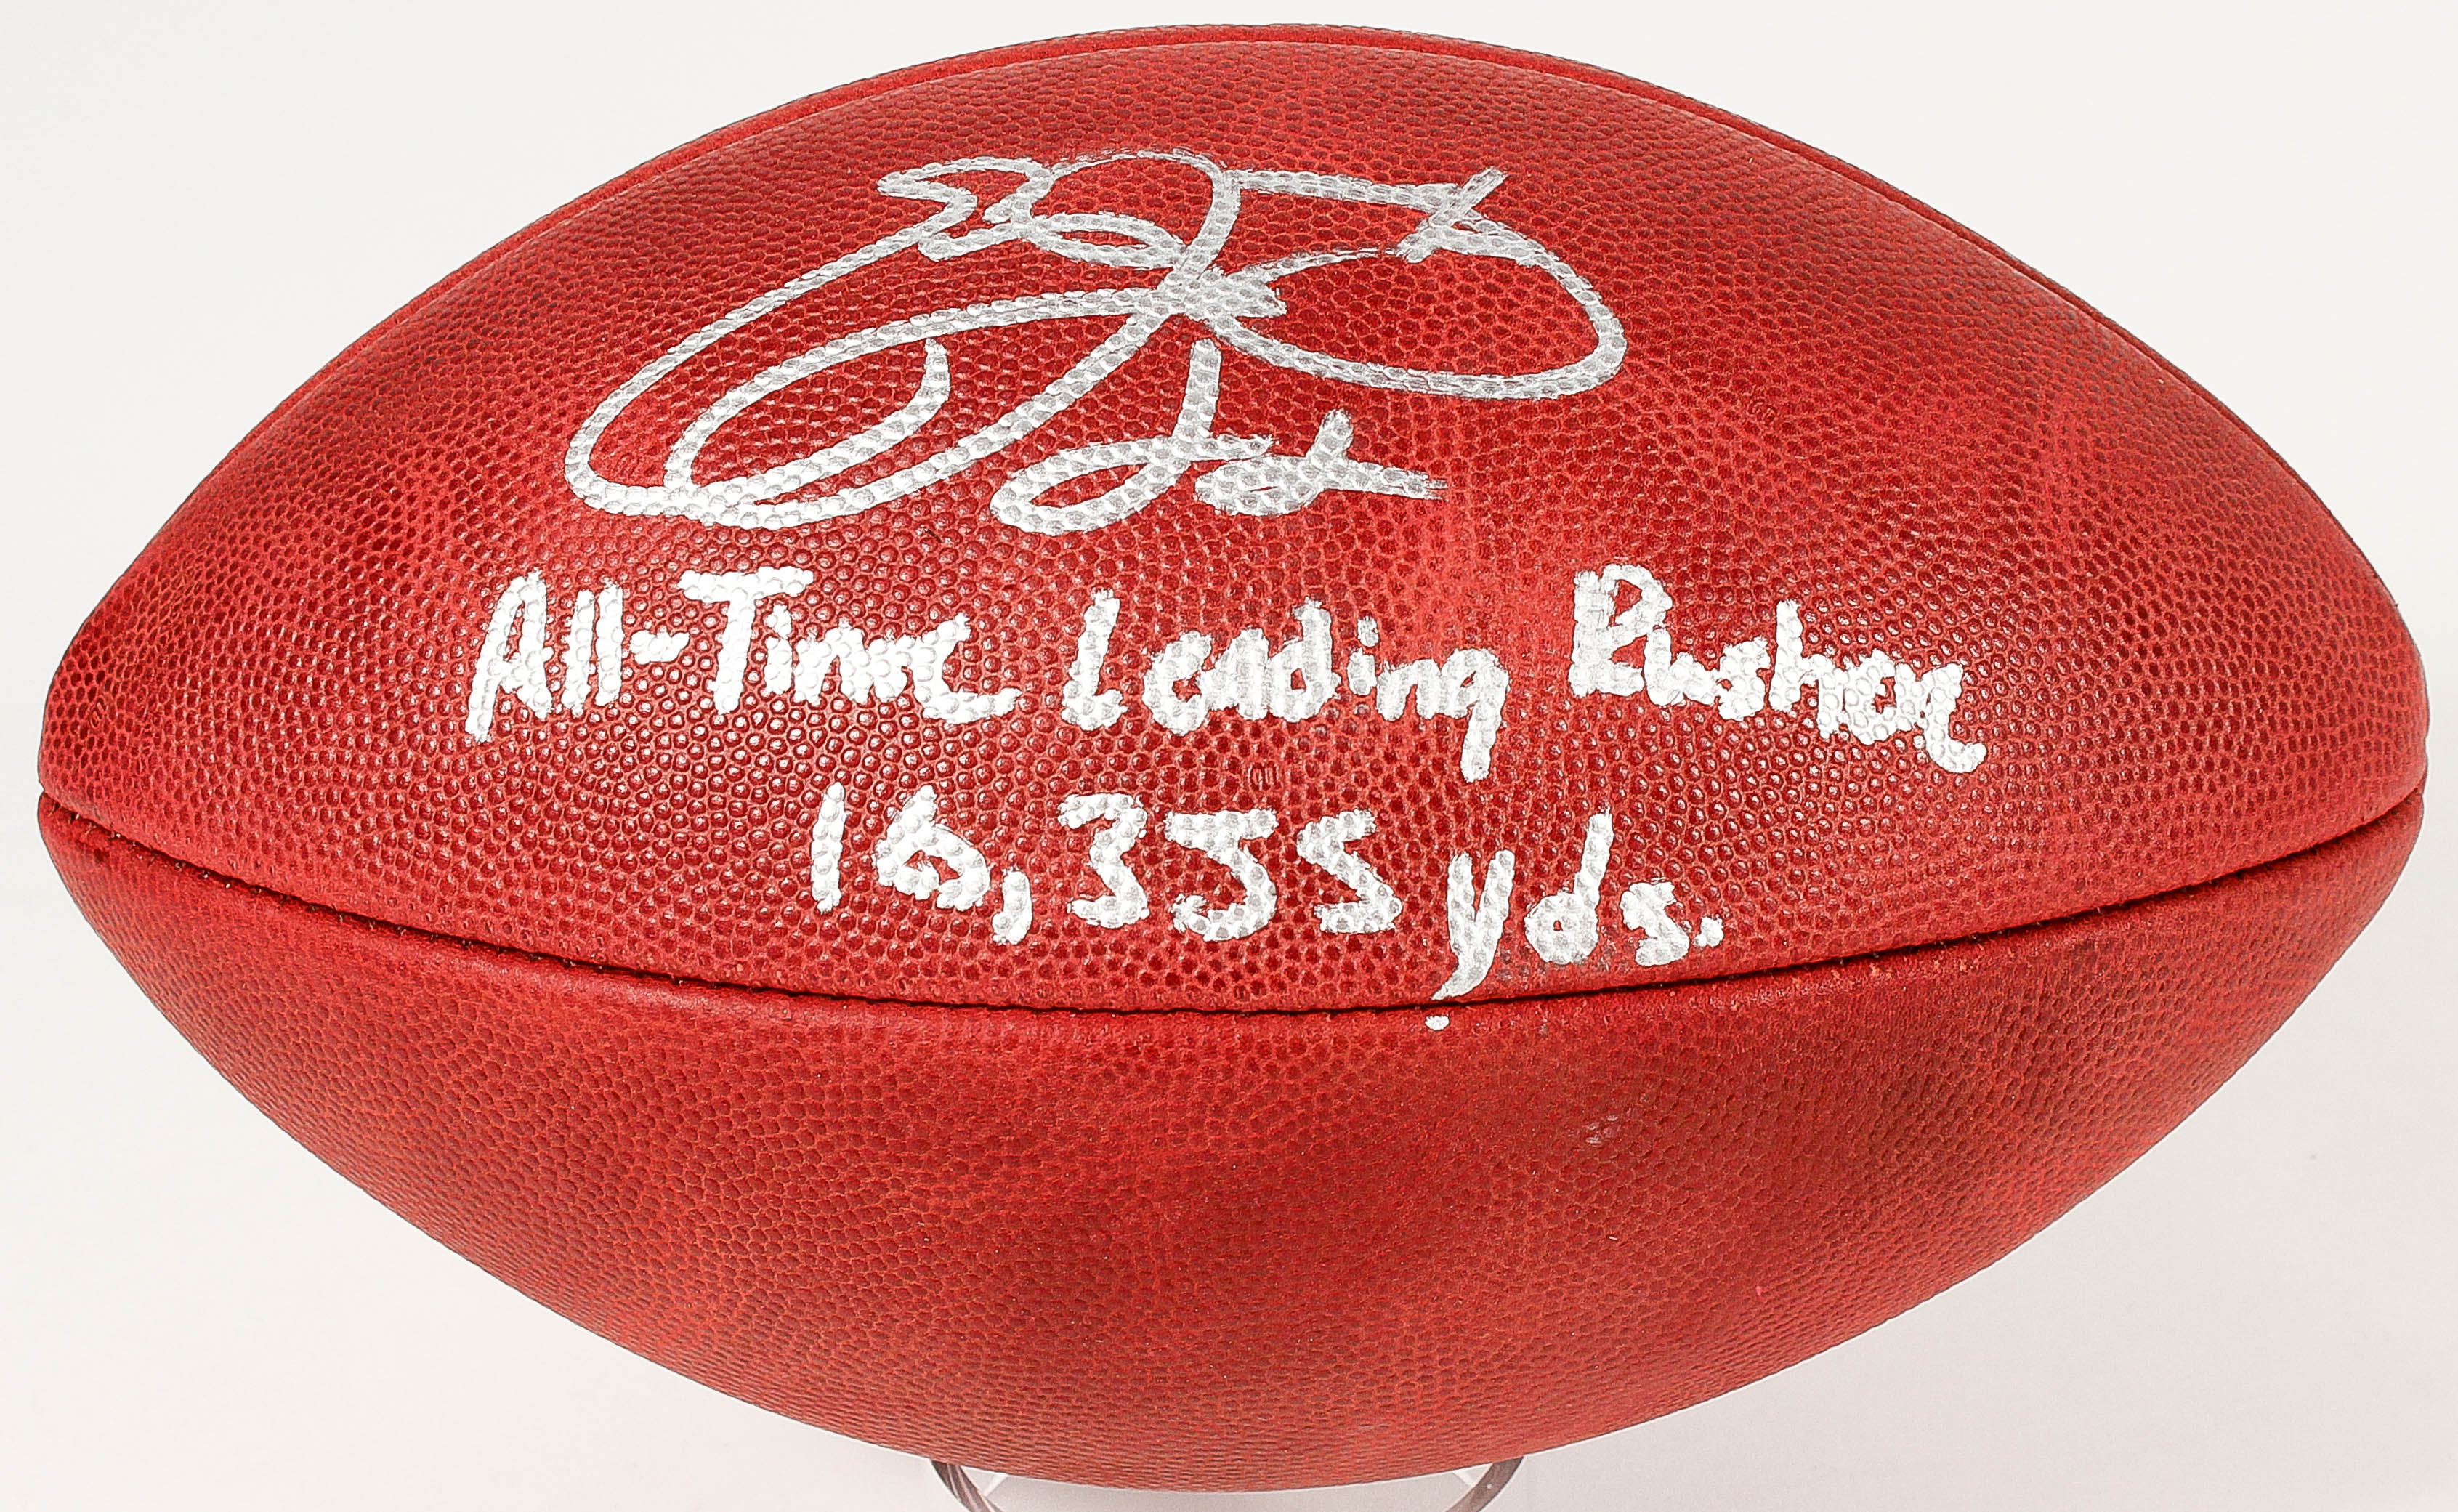 All-Time Leading Rusher
16,355 yds.